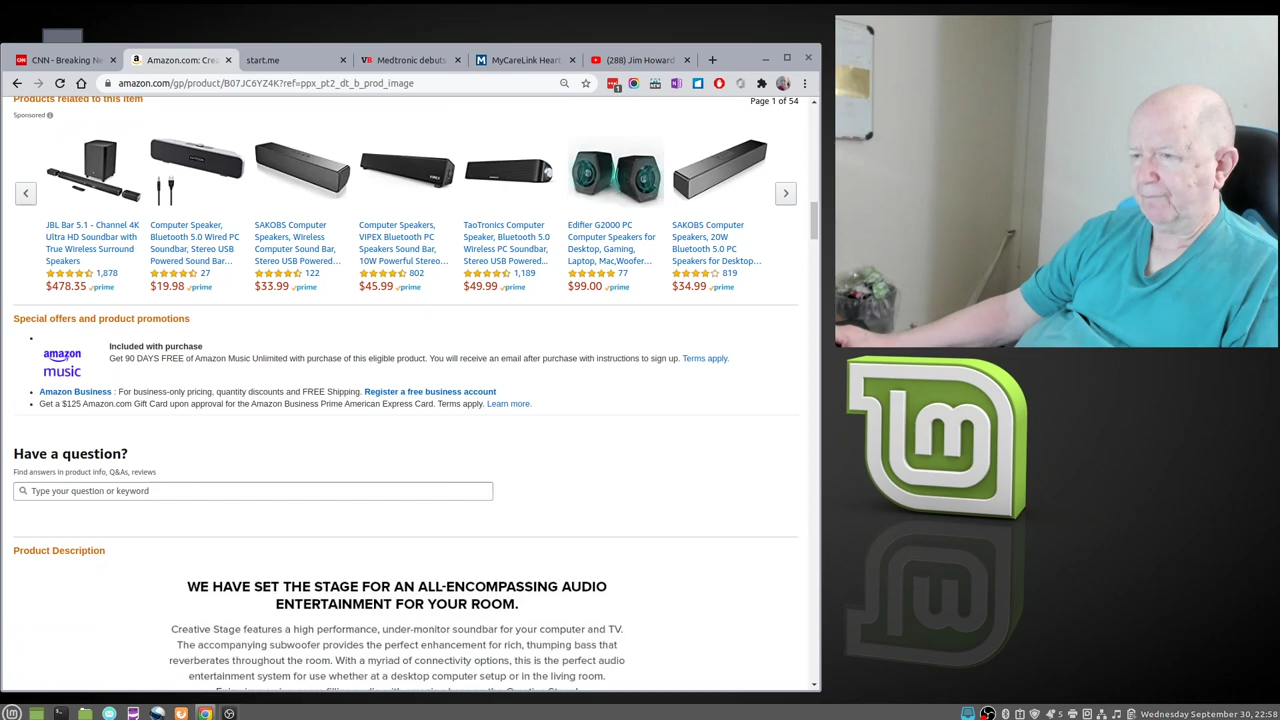 CNN - Breaking Ne
Amazon.com: Crea
start.me
Medtronic debuts
MyCareLink Heart
(288) Jim Howard
amazon.com/gp/product/B07JC6YZ4K?ref=ppx_pt2_dt_b_prod_image
Products related to this item
Page 1 of 54
Sponsored
JBL Bar 5.1 - Channel 4K
Ultra HD Soundbar with
True Wireless Surround
Speakers
1,878
$478.35 prime
Computer Speaker,
Bluetooth 5.0 Wired PC
Soundbar, Stereo USB
Powered Sound Bar...
27
$19.98 prime
SAKOBS Computer
Speakers, Wireless
Computer Sound Bar,
Stereo USB Powered...
122
$33.99 prime
Computer Speakers,
VIPEX Bluetooth PC
Speakers Sound Bar,
10W Powerful Stereo...
802
$45.99 prime
TaoTronics Computer
Speaker, Bluetooth 5.0
Wireless PC Soundbar,
Stereo USB Powered...
1,189
$49.99 prime
Edifier G2000 PC
Computer Speakers for
Desktop, Gaming,
Laptop, Mac,Woofer...
77
$99.00 prime
SAKOBS Computer
Speakers, 20W
Bluetooth 5.0 PC
Speakers for Desktop...
819
$34.99 prime
Special offers and product promotions
amazon
music
Included with purchase
Get 90 DAYS FREE of Amazon Music Unlimited with purchase of this eligible product. You will receive an email after purchase with instructions to sign up. Terms apply.
Amazon Business : For business-only pricing, quantity discounts and FREE Shipping. Register a free business account
Get a $125 Amazon.com Gift Card upon approval for the Amazon Business Prime American Express Card. Terms apply. Learn more.
Have a question?
Find answers in product info, Q&As, reviews
Type your question or keyword
Product Description
WE HAVE SET THE STAGE FOR AN ALL-ENCOMPASSING AUDIO
ENTERTAINMENT FOR YOUR ROOM.
Creative Stage features a high performance, under-monitor soundbar for your computer and TV.
The accompanying subwoofer provides the perfect enhancement for rich, thumping bass that
reverberates throughout the room. With a myriad of connectivity options, this is the perfect audio
entertainment system for use whether at a desktop computer setup or in the living room.
5
Wednesday September 30, 22:58